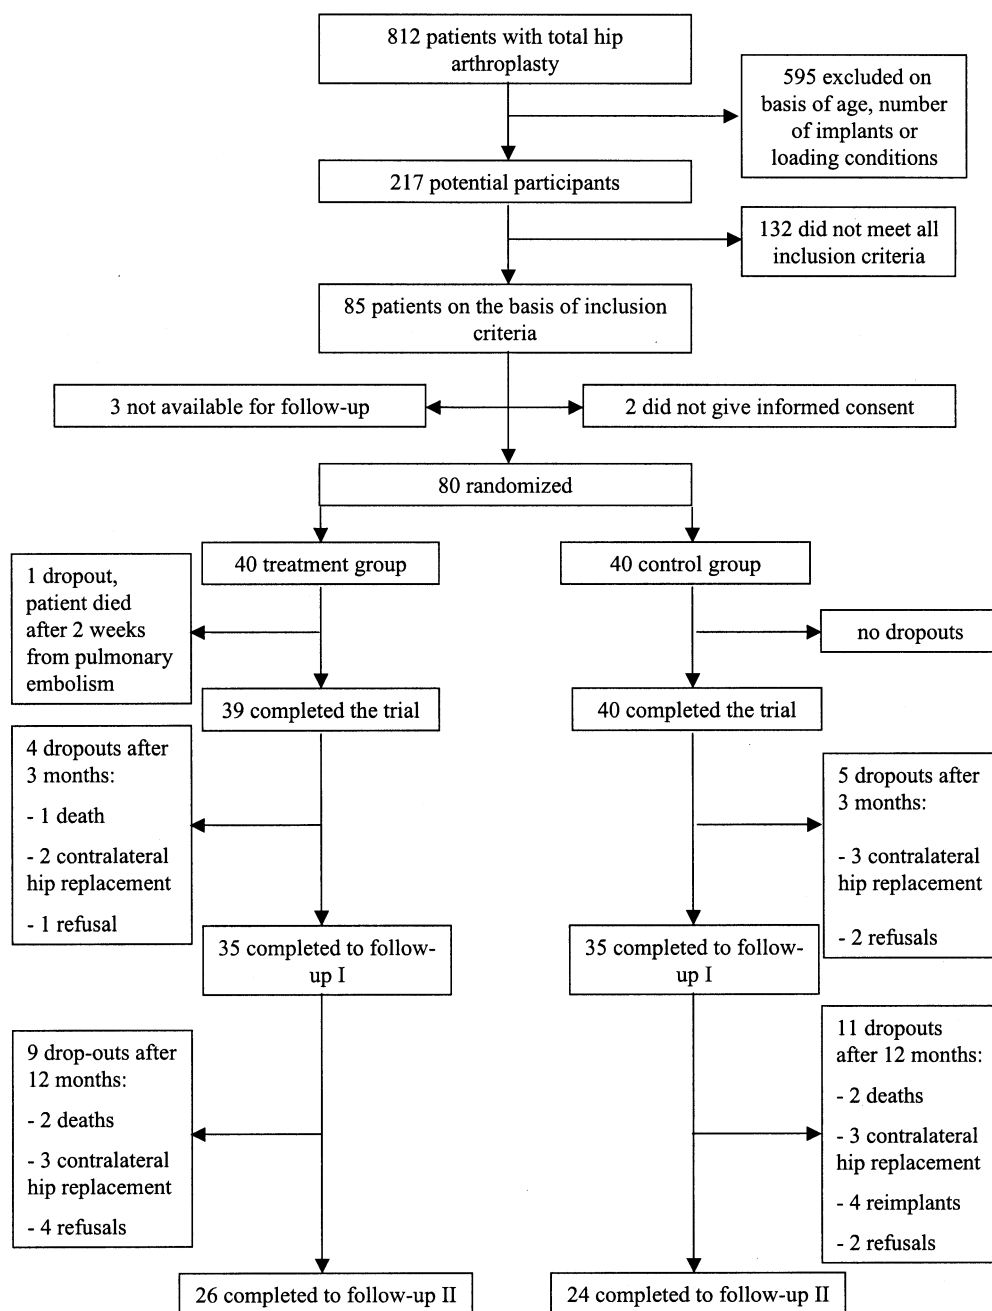 812 patients with total hip
arthroplasty
595 excluded on
basis of age, number
of implants or
loading conditions
217 potential participants
132 did not meet all
inclusion criteria
85 patients on the basis of inclusion
criteria
3 not available for follow-up
2 did not give informed consent
80 randomized
40 treatment group
40 control group
1 dropout,
patient died
after 2 weeks
from pulmonary
embolism
no dropouts
39 completed the trial
40 completed the trial
4 dropouts after
3 months:
- 1 death
- 2 contralateral
hip replacement
- 1 refusal
5 dropouts after
3 months:
- 3 contralateral
hip replacement
- 2 refusals
35 completed to follow-
up I
35 completed to follow-
up I
9 drop-outs after
12 months:
- 2 deaths
- 3 contralateral
hip replacement
- 4 refusals
11 dropouts
after 12 months:
- 2 deaths
- 3 contralateral
hip replacement
- 4 reimplants
- 2 refusals
26 completed to follow-up II
24 completed to follow-up II